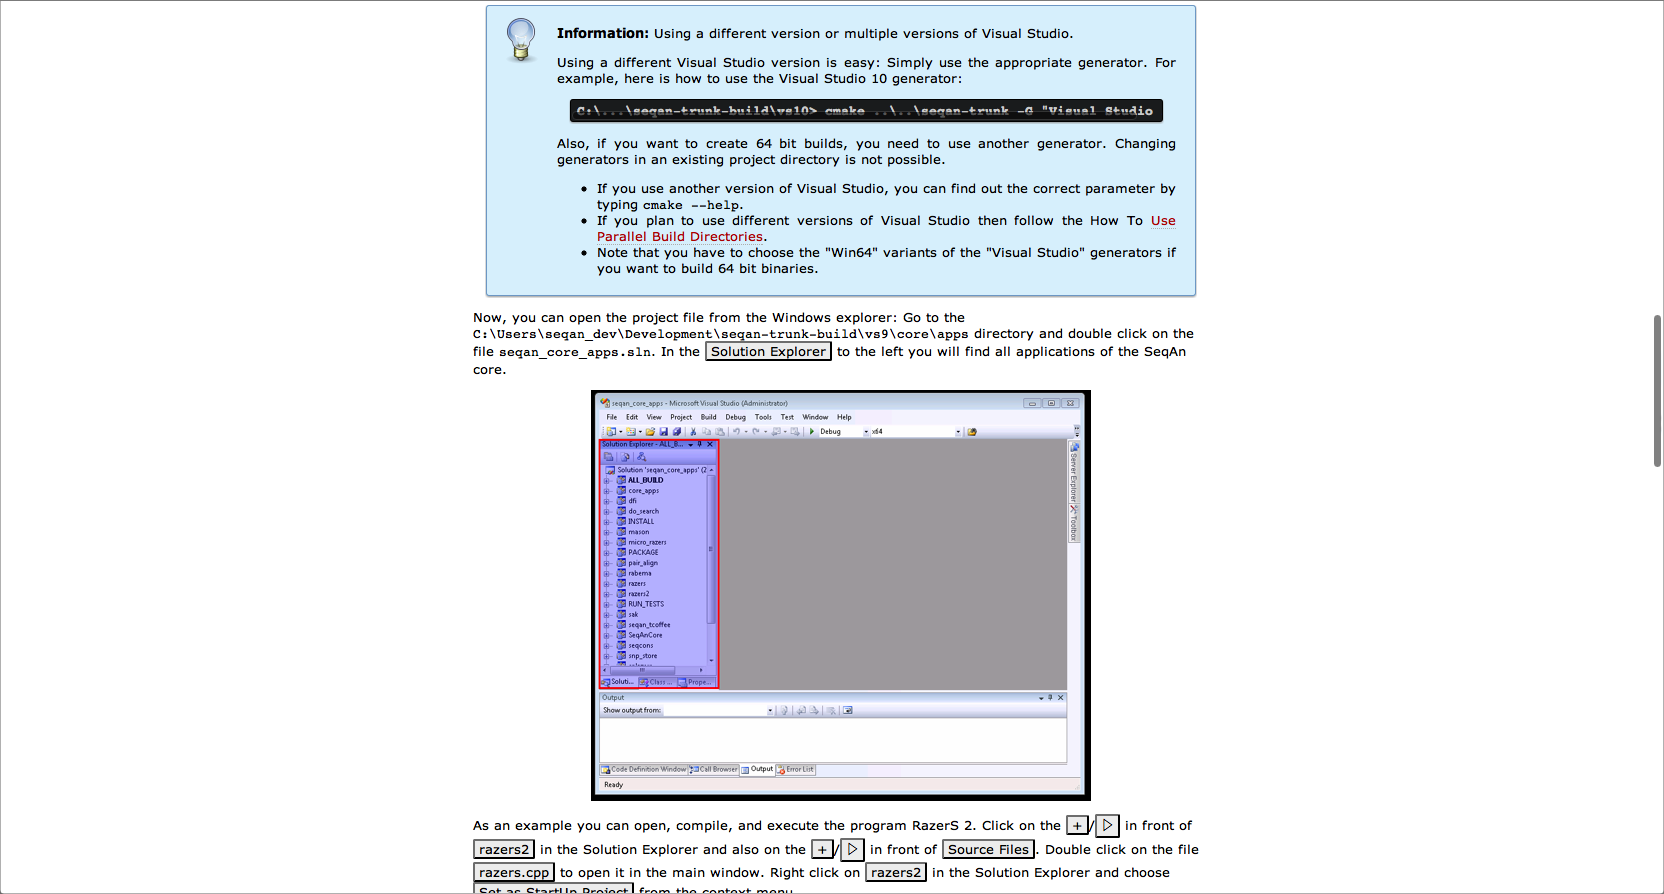 Information: Using a different version or multiple versions of Visual Studio.
Using a different Visual Studio version is easy: Simply use the appropriate generator. For
example, here is how to use the Visual Studio 10 generator:
C:\...\seqan-trunk-build\vs10> cmake ..\..\seqan-trunk -G "Visual Studio
Also, if you want to create 64 bit builds, you need to use another generator. Changing
generators in an existing project directory is not possible.
• If you use another version of Visual Studio, you can find out the correct parameter by
typing cmake --help.
• If you plan to use different versions of Visual Studio then follow the How To Use
Parallel Build Directories.
• Note that you have to choose the "Win64" variants of the "Visual Studio" generators if
you want to build 64 bit binaries.
Now, you can open the project file from the Windows explorer: Go to the
C:\Users\seqan_dev\Development\seqan-trunk-build\vs9\core\apps directory and double click on the
file seqan_core_apps.sln. In the Solution Explorer to the left you will find all applications of the SeqAn
core.
seqan_core_apps - Microsoft Visual Studio (Administrator)
File Edit View Project Build Debug Tools Test Window Help
Debug x64
Solution Explorer - ALL_B...
Solution 'seqan_core_apps' (2
ALL_BUILD
core_apps
dfi
do_search
INSTALL
mason
micro_razers
PACKAGE
pair_align
rabema
razers
razers2
RUN_TESTS
sak
seqan_tcoffee
SeqAnCore
seqcons
snp_store
Soluti... Class ... Prope...
Server Explorer
Toolbox
Output
Show output from:
Code Definition Window Call Browser Output Error List
Ready
As an example you can open, compile, and execute the program RazerS 2. Click on the +/▷ in front of
razers2 in the Solution Explorer and also on the +/▷ in front of Source Files. Double click on the file
razers.cpp to open it in the main window. Right click on razers2 in the Solution Explorer and choose
Set as StartUp Project from the context menu.